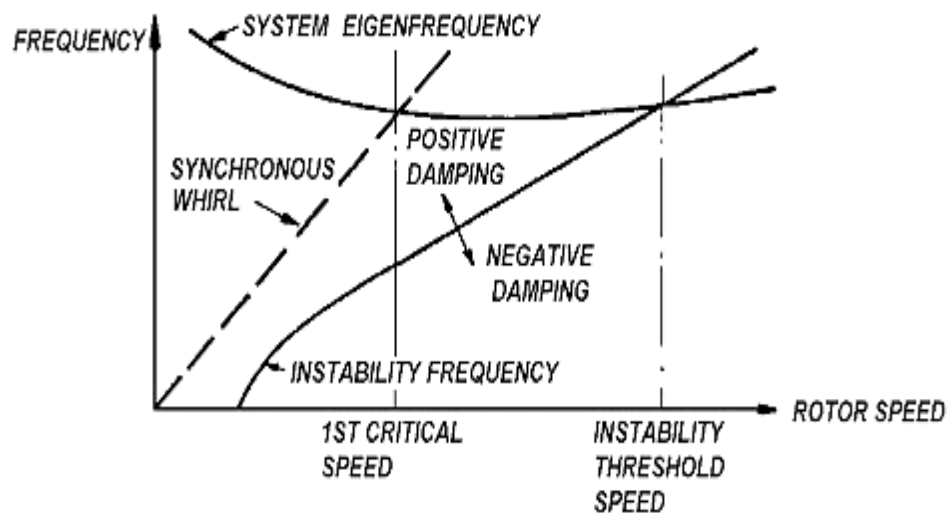 FREQUENCY
SYSTEM EIGENFREQUENCY
SYNCHRONOUS
WHIRL
POSITIVE
DAMPING
NEGATIVE
DAMPING
INSTABILITY FREQUENCY
ROTOR SPEED
1ST CRITICAL
SPEED
INSTABILITY
THRESHOLD
SPEED